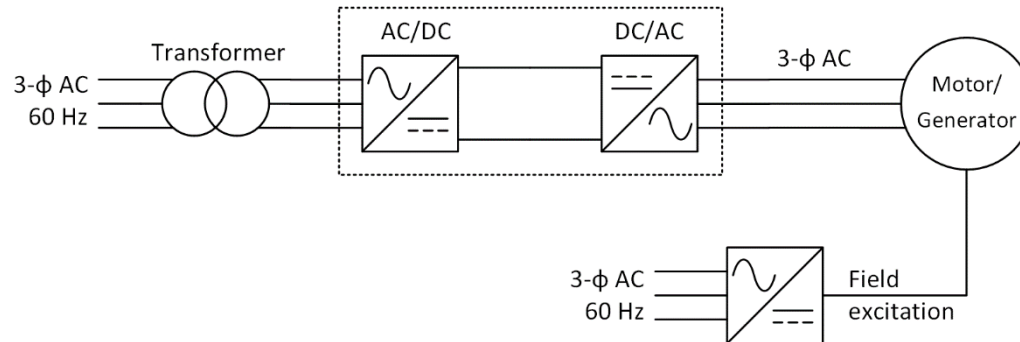 AC/DC
DC/AC
Transformer
3-ϕ AC
60 Hz
3-ϕ AC
Motor/
Generator
3-ϕ AC
60 Hz
Field
excitation